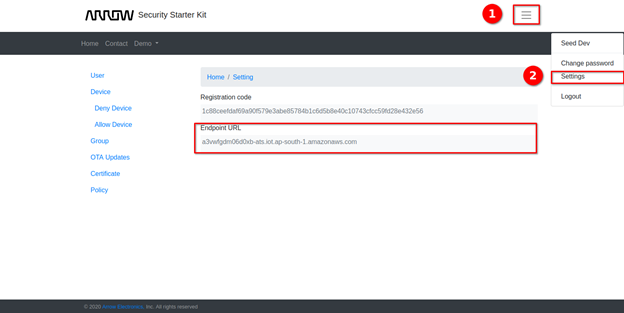 ARROW Security Starter Kit
1
Home Contact Demo
Seed Dev
Change password
2
Settings
Logout
User
Device
Deny Device
Allow Device
Group
OTA Updates
Certificate
Policy
Home / Setting
Registration code
1c88ceefdaf69a90f579e3abe85784b1c6d5b8e40c10743cfcc59fd28e432e56
Endpoint URL
a3vwfgdm06d0xb-ats.iot.ap-south-1.amazonaws.com
© 2020 Arrow Electronics, Inc. All rights reserved